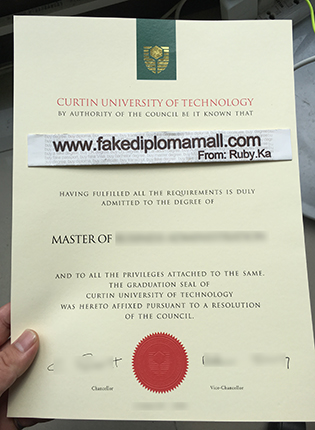 CURTIN UNIVERSITY OF TECHNOLOGY
BY AUTHORITY OF THE COUNCIL BE IT KNOWN THAT
www.fakediplomamall.com
From: Ruby.Ka
HAVING FULFILLED ALL THE REQUIREMENTS IS DULY
ADMITTED TO THE DEGREE OF
MASTER OF
AND TO ALL THE PRIVILEGES ATTACHED TO THE SAME.
THE GRADUATION SEAL OF
CURTIN UNIVERSITY OF TECHNOLOGY
WAS HERETO AFFIXED PURSUANT TO A RESOLUTION
OF THE COUNCIL.
Chancellor
Vice-Chancellor